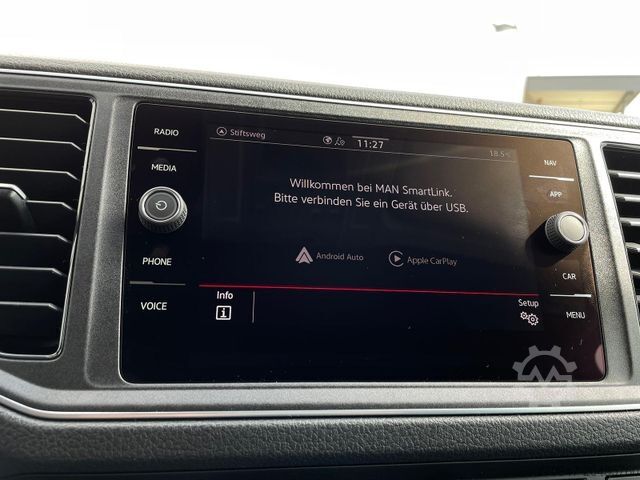 RADIO
MEDIA
PHONE
VOICE
Stiftsweg
11:27
18.5°C
Willkommen bei MAN SmartLink.
Bitte verbinden Sie ein Gerät über USB.
Android Auto
Apple CarPlay
Info
Setup
NAV
APP
CAR
MENU